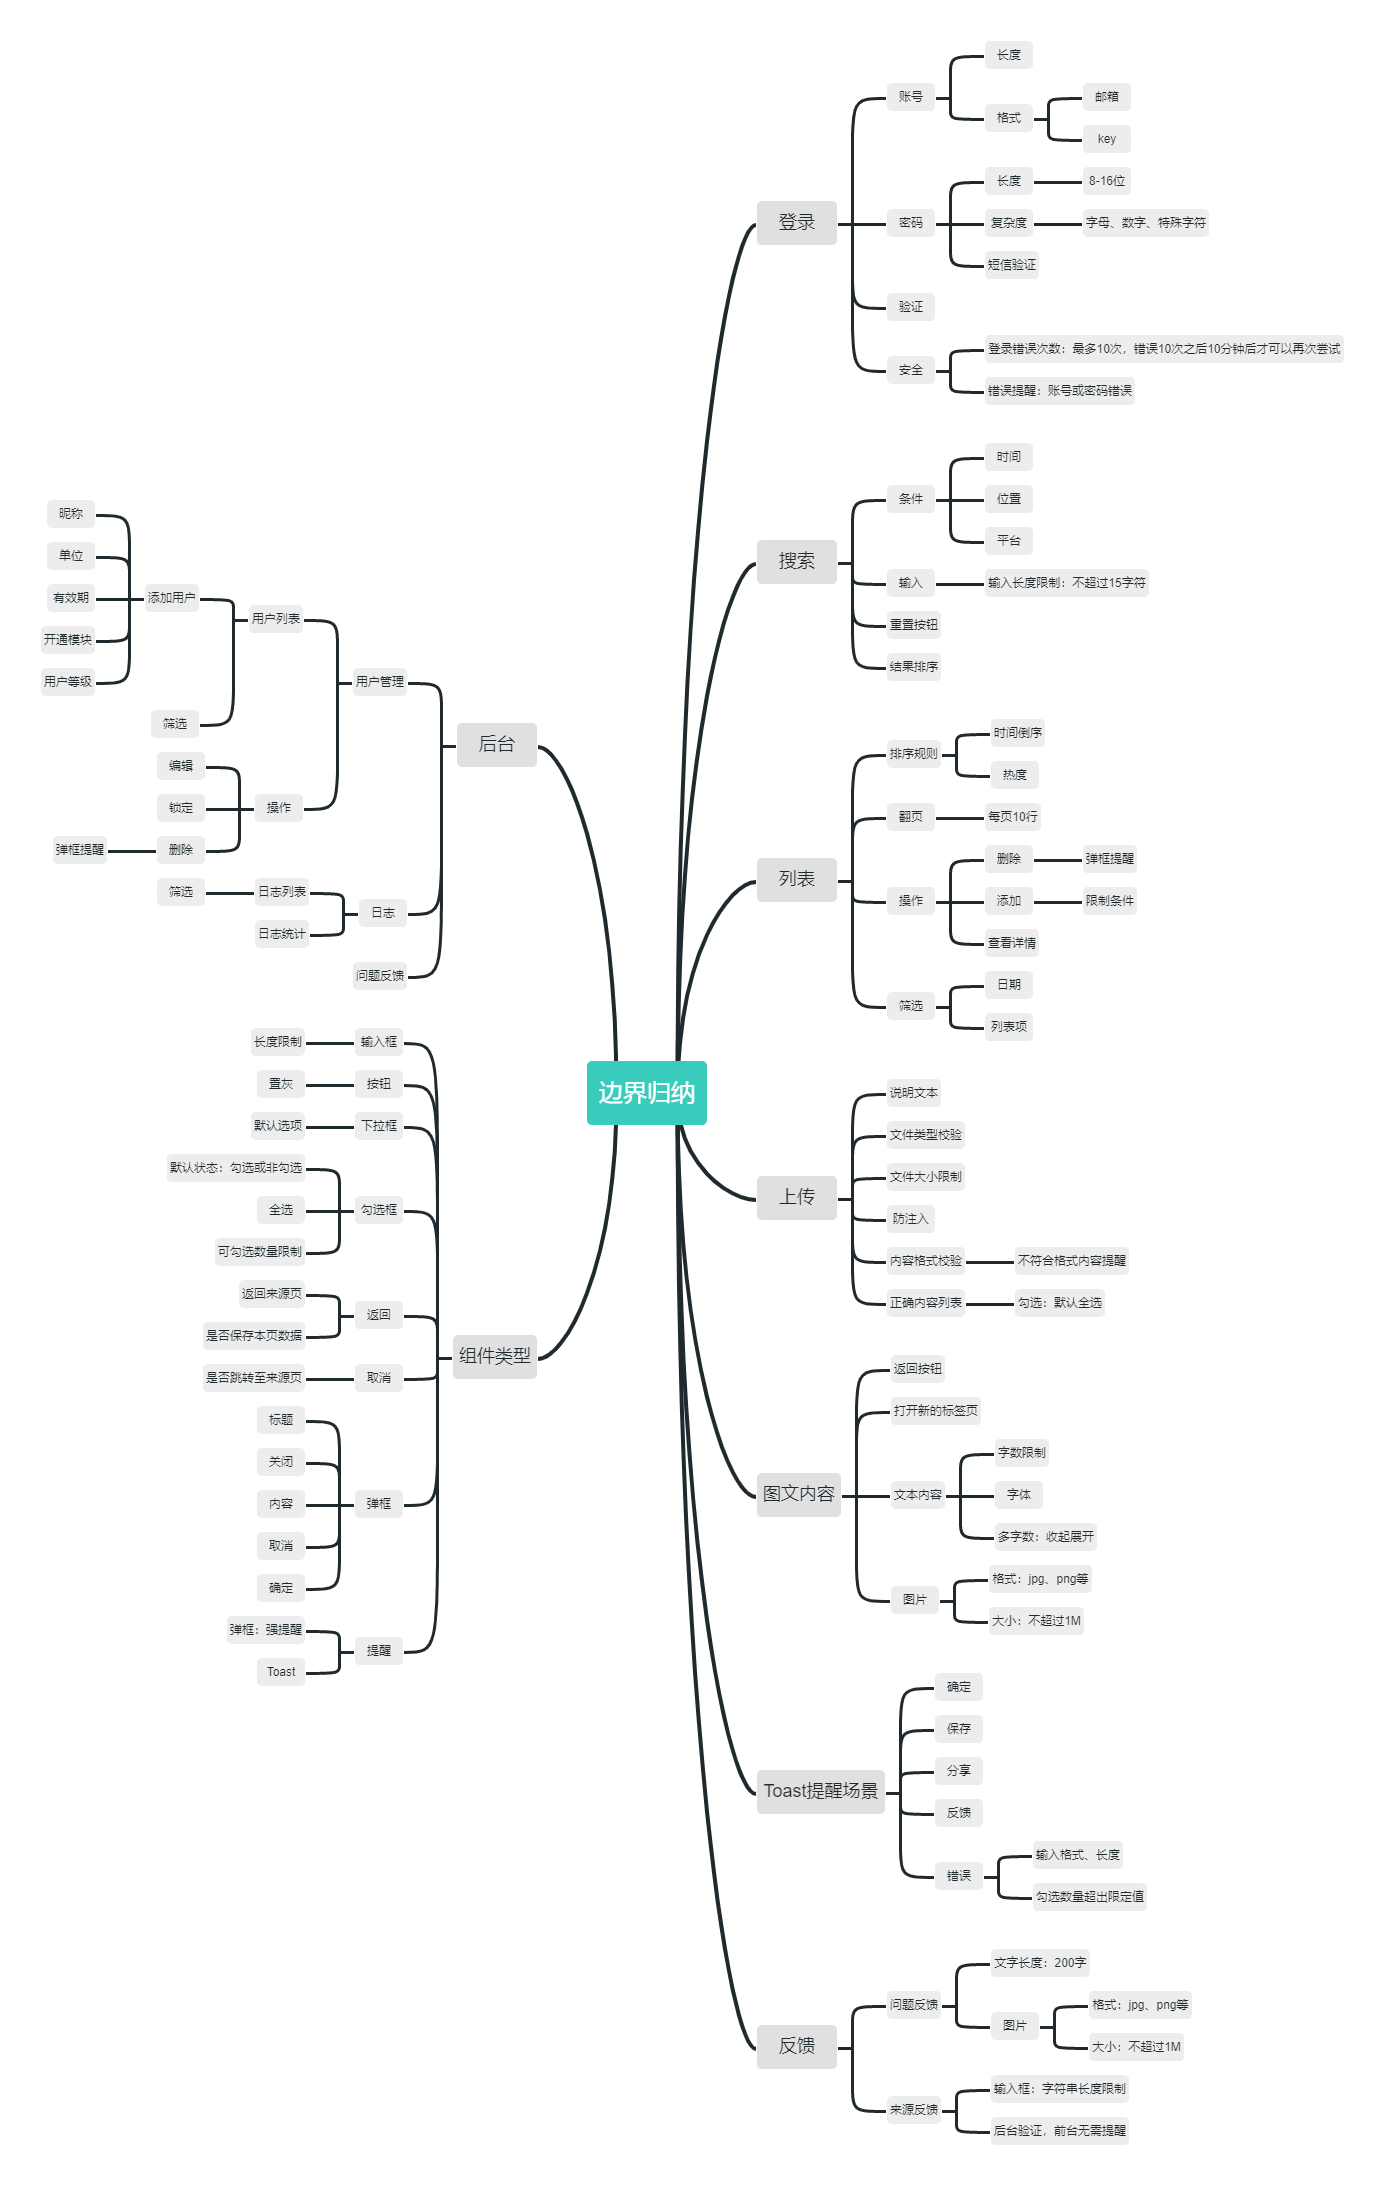 边界归纳
登录
账号
长度
格式
邮箱
key
密码
长度
8-16位
复杂度
字母、数字、特殊字符
短信验证
验证
安全
登录错误次数：最多10次，错误10次之后10分钟后才可以再次尝试
错误提醒：账号或密码错误
搜索
条件
时间
位置
平台
输入
输入长度限制：不超过15字符
重置按钮
结果排序
列表
排序规则
时间倒序
热度
翻页
每页10行
操作
删除
弹框提醒
添加
限制条件
查看详情
筛选
日期
列表项
上传
说明文本
文件类型校验
文件大小限制
防注入
内容格式校验
不符合格式内容提醒
正确内容列表
勾选：默认全选
图文内容
返回按钮
打开新的标签页
文本内容
字数限制
字体
多字数：收起展开
图片
格式：jpg、png等
大小：不超过1M
Toast提醒场景
确定
保存
分享
反馈
错误
输入格式、长度
勾选数量超出限定值
反馈
问题反馈
文字长度：200字
图片
格式：jpg、png等
大小：不超过1M
来源反馈
输入框：字符串长度限制
后台验证，前台无需提醒
后台
用户管理
用户列表
添加用户
昵称
单位
有效期
开通模块
用户等级
筛选
操作
编辑
锁定
删除
弹框提醒
日志
日志列表
筛选
日志统计
问题反馈
组件类型
输入框
长度限制
按钮
置灰
下拉框
默认选项
勾选框
默认状态：勾选或非勾选
全选
可勾选数量限制
返回
返回来源页
是否保存本页数据
取消
是否跳转至来源页
弹框
标题
关闭
内容
取消
确定
提醒
弹框：强提醒
Toast